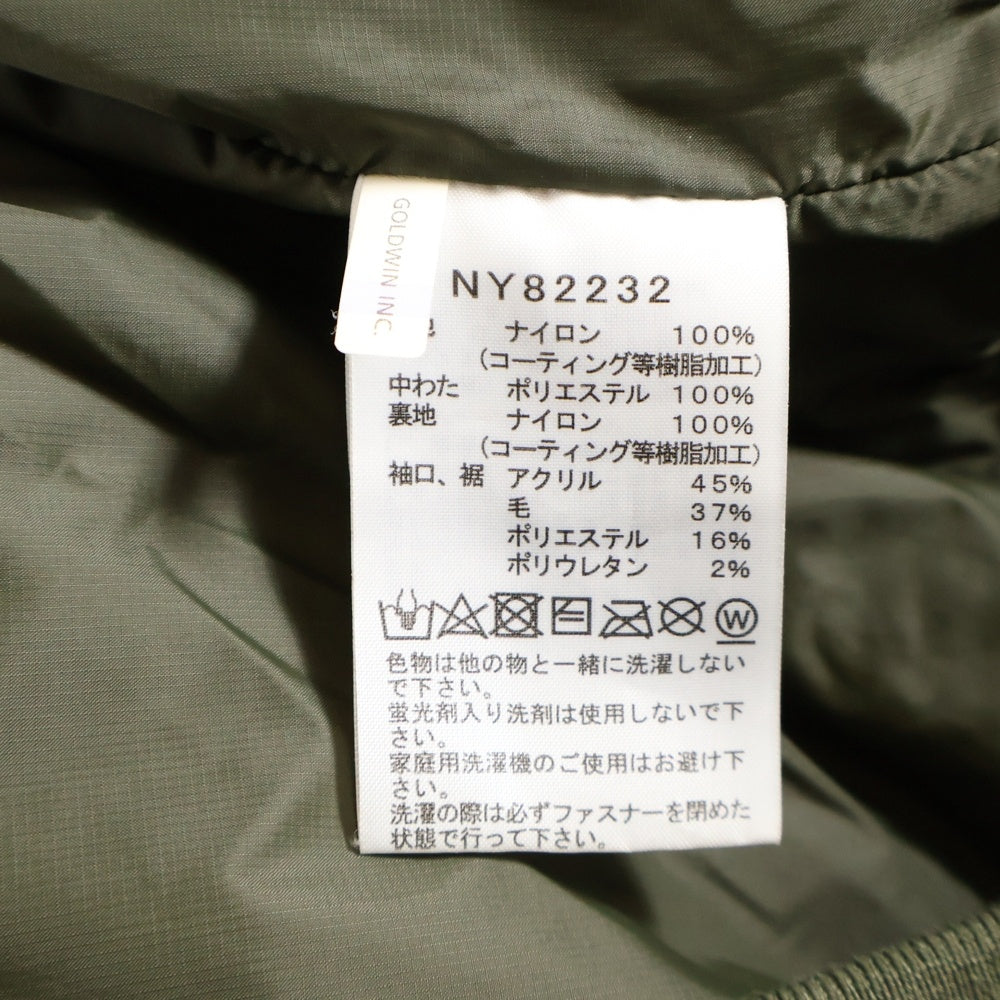 GOLDWIN INC.
NY82232
ナイロン 100%
(コーティング等樹脂加工)
中わた ポリエステル 100%
裏地 ナイロン 100%
(コーティング等樹脂加工)
袖口、裾 アクリル 45%
毛 37%
ポリエステル 16%
ポリウレタン 2%
W
色物は他の物と一緒に洗濯しない
で下さい。
蛍光剤入り洗剤は使用しないで下
さい。
家庭用洗濯機のご使用はお避け下
さい。
洗濯の際は必ずファスナーを閉めた
状態で行って下さい。